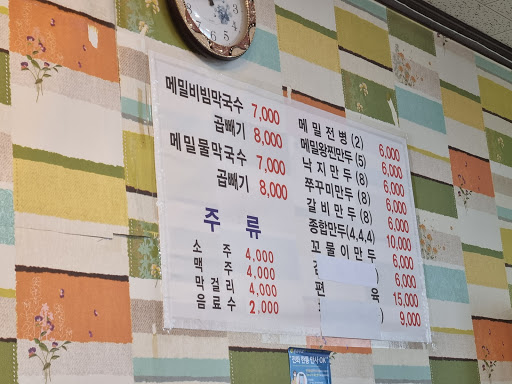 메밀비빔막국수 7,000
곱빼기 8,000
메밀물막국수 7,000
곱빼기 8,000
주 류
소 주 4,000
맥 주 4,000
막 걸 리 4,000
음 료 수 2,000
메 밀 전 병 (2) 6,000
메밀왕찐만두 (5) 6,000
낙 지 만 두 (8) 6,000
쭈꾸미만두 (8) 6,000
갈 비 만 두 (8) 6,000
종합만두(4,4,4) 10,000
꼬 물 이 만 두 6,000
) 6,000
편 육 15,000
) 9,000